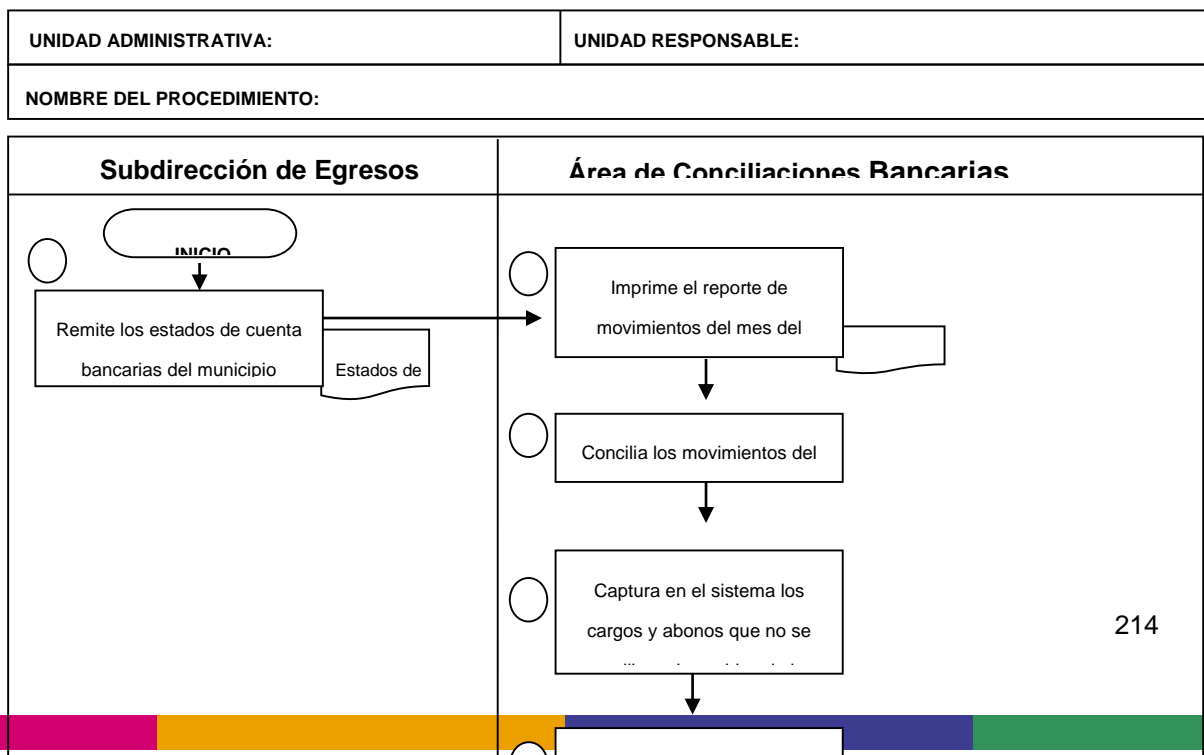 UNIDAD ADMINISTRATIVA:
UNIDAD RESPONSABLE:
NOMBRE DEL PROCEDIMIENTO:
Subdirección de Egresos
Área de Conciliaciones Bancarias
INICIO
Remite los estados de cuenta
bancarias del municipio
Estados de
Imprime el reporte de
movimientos del mes del
Concilia los movimientos del
Captura en el sistema los
cargos y abonos que no se
214